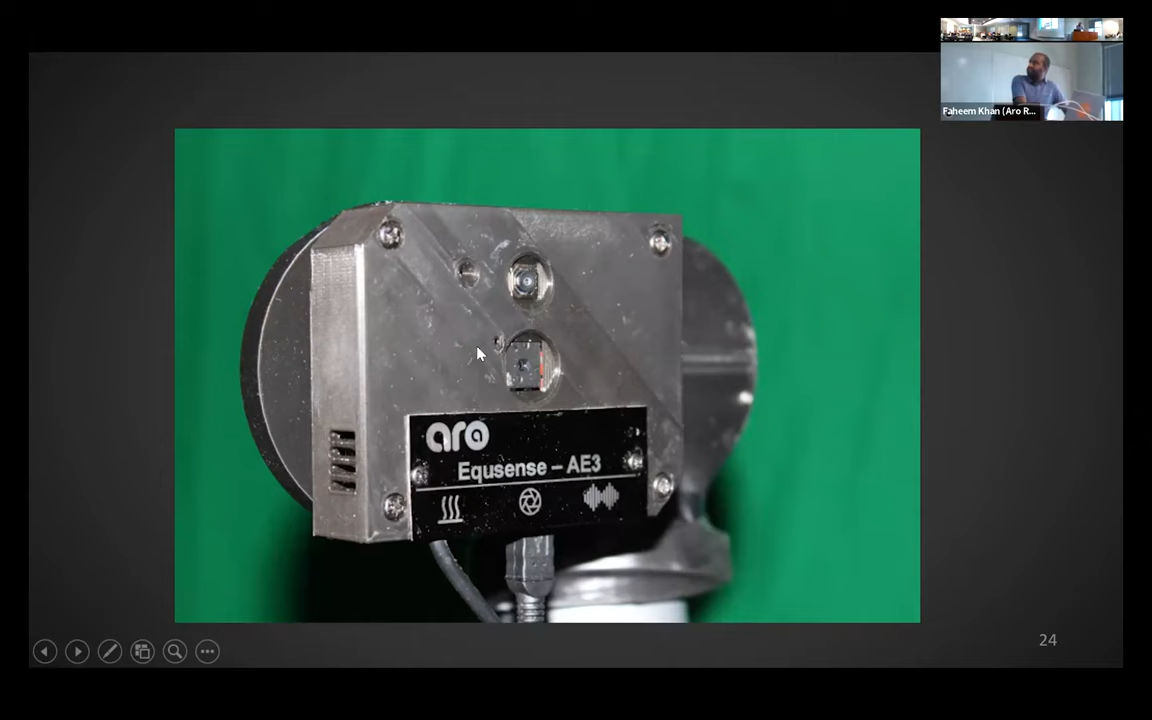 Faheem Khan (Aro R...
aro
Equsense – AE3
24